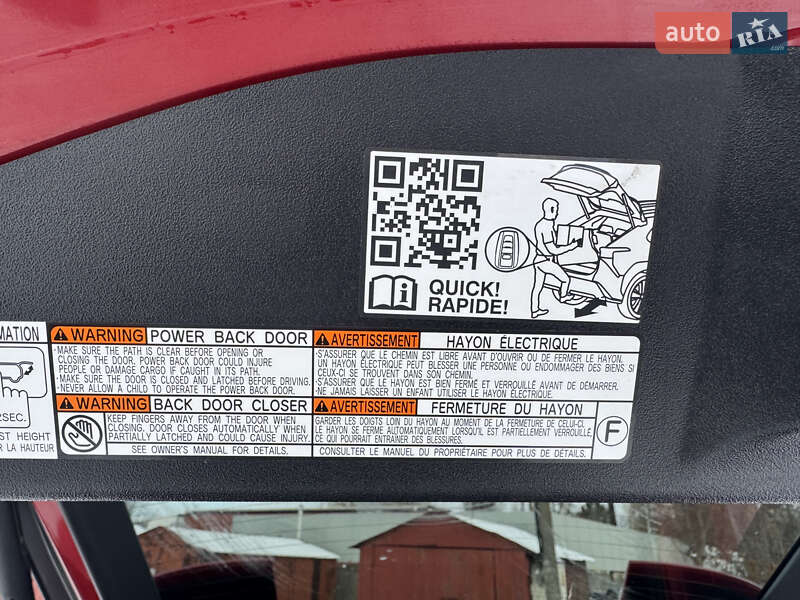 auto RIA.com
QUICK!
RAPIDE!
WARNING POWER BACK DOOR
·MAKE SURE THE PATH IS CLEAR BEFORE OPENING OR
CLOSING THE DOOR. POWER BACK DOOR COULD INJURE
PEOPLE OR DAMAGE CARGO IF CAUGHT IN ITS PATH.
·MAKE SURE THE DOOR IS CLOSED AND LATCHED BEFORE DRIVING.
·NEVER ALLOW A CHILD TO OPERATE THE POWER BACK DOOR.
WARNING BACK DOOR CLOSER
KEEP FINGERS AWAY FROM THE DOOR WHEN
CLOSING. DOOR CLOSES AUTOMATICALLY WHEN
PARTIALLY LATCHED AND COULD CAUSE INJURY.
SEE OWNER'S MANUAL FOR DETAILS.
AVERTISSEMENT HAYON ÉLECTRIQUE
·S'ASSURER QUE LE CHEMIN EST LIBRE AVANT D'OUVRIR OU DE FERMER LE HAYON.
UN HAYON ÉLECTRIQUE PEUT BLESSER UNE PERSONNE OU ENDOMMAGER DES BIENS SI
CEUX-CI SE TROUVENT DANS SON CHEMIN.
·S'ASSURER QUE LE HAYON EST BIEN FERMÉ ET VERROUILLÉ AVANT DE DÉMARRER.
·NE JAMAIS LAISSER UN ENFANT UTILISER LE HAYON ÉLECTRIQUE.
AVERTISSEMENT FERMETURE DU HAYON
GARDER LES DOIGTS LOIN DU HAYON AU MOMENT DE LA FERMETURE DE CELUI-CI.
LE HAYON SE FERME AUTOMATIQUEMENT LORSQU'IL EST PARTIELLEMENT VERROUILLÉ,
CE QUI POURRAIT ENTRAÎNER DES BLESSURES.
CONSULTER LE MANUEL DU PROPRIÉTAIRE POUR PLUS DE DÉTAILS.
F
2SEC.
HEIGHT
LA HAUTEUR